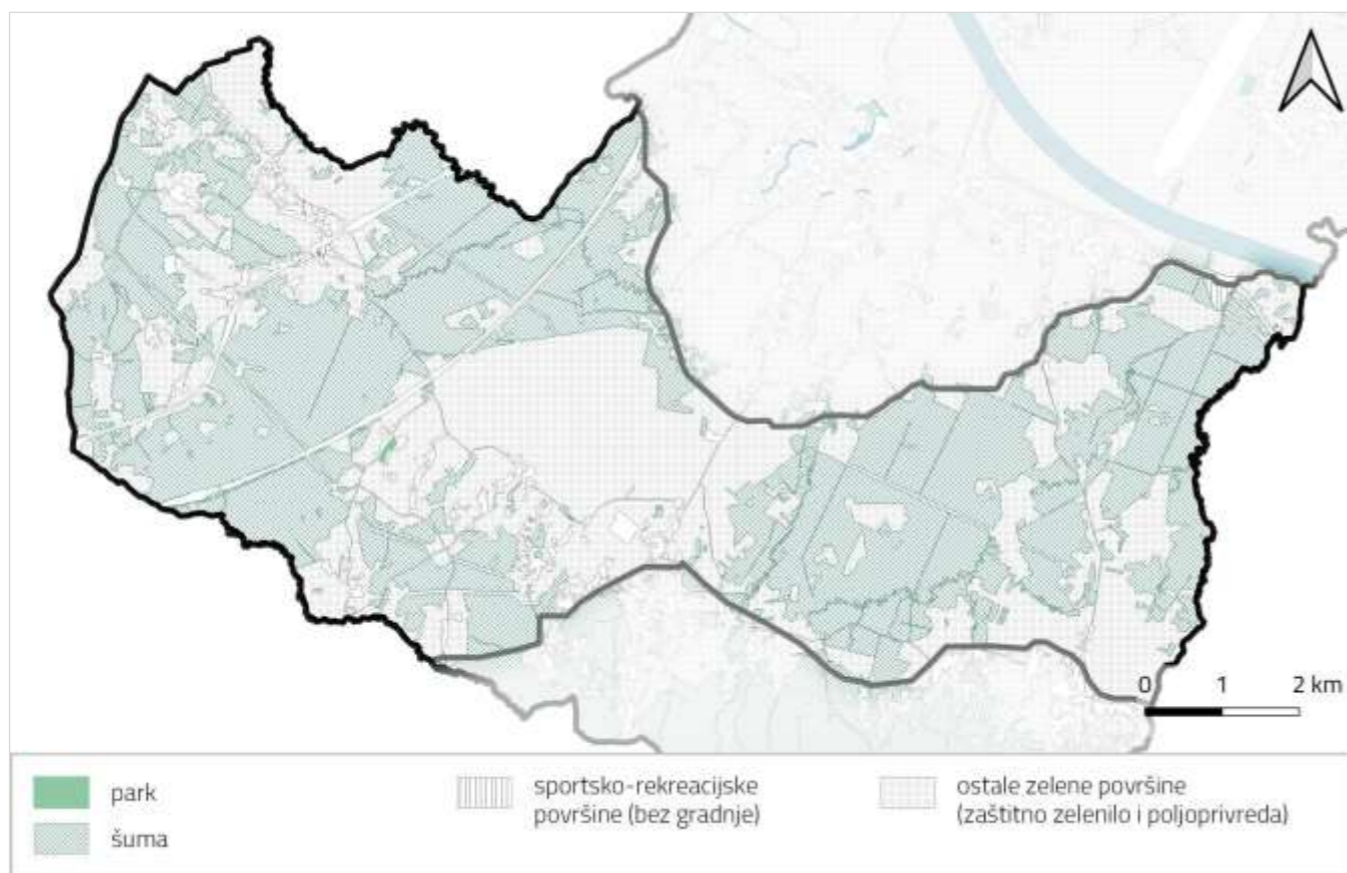 0 1 2 km
park
šuma
sportsko-rekreacijske
površine (bez gradnje)
ostale zelene površine
(zaštitno zelenilo i poljoprivreda)